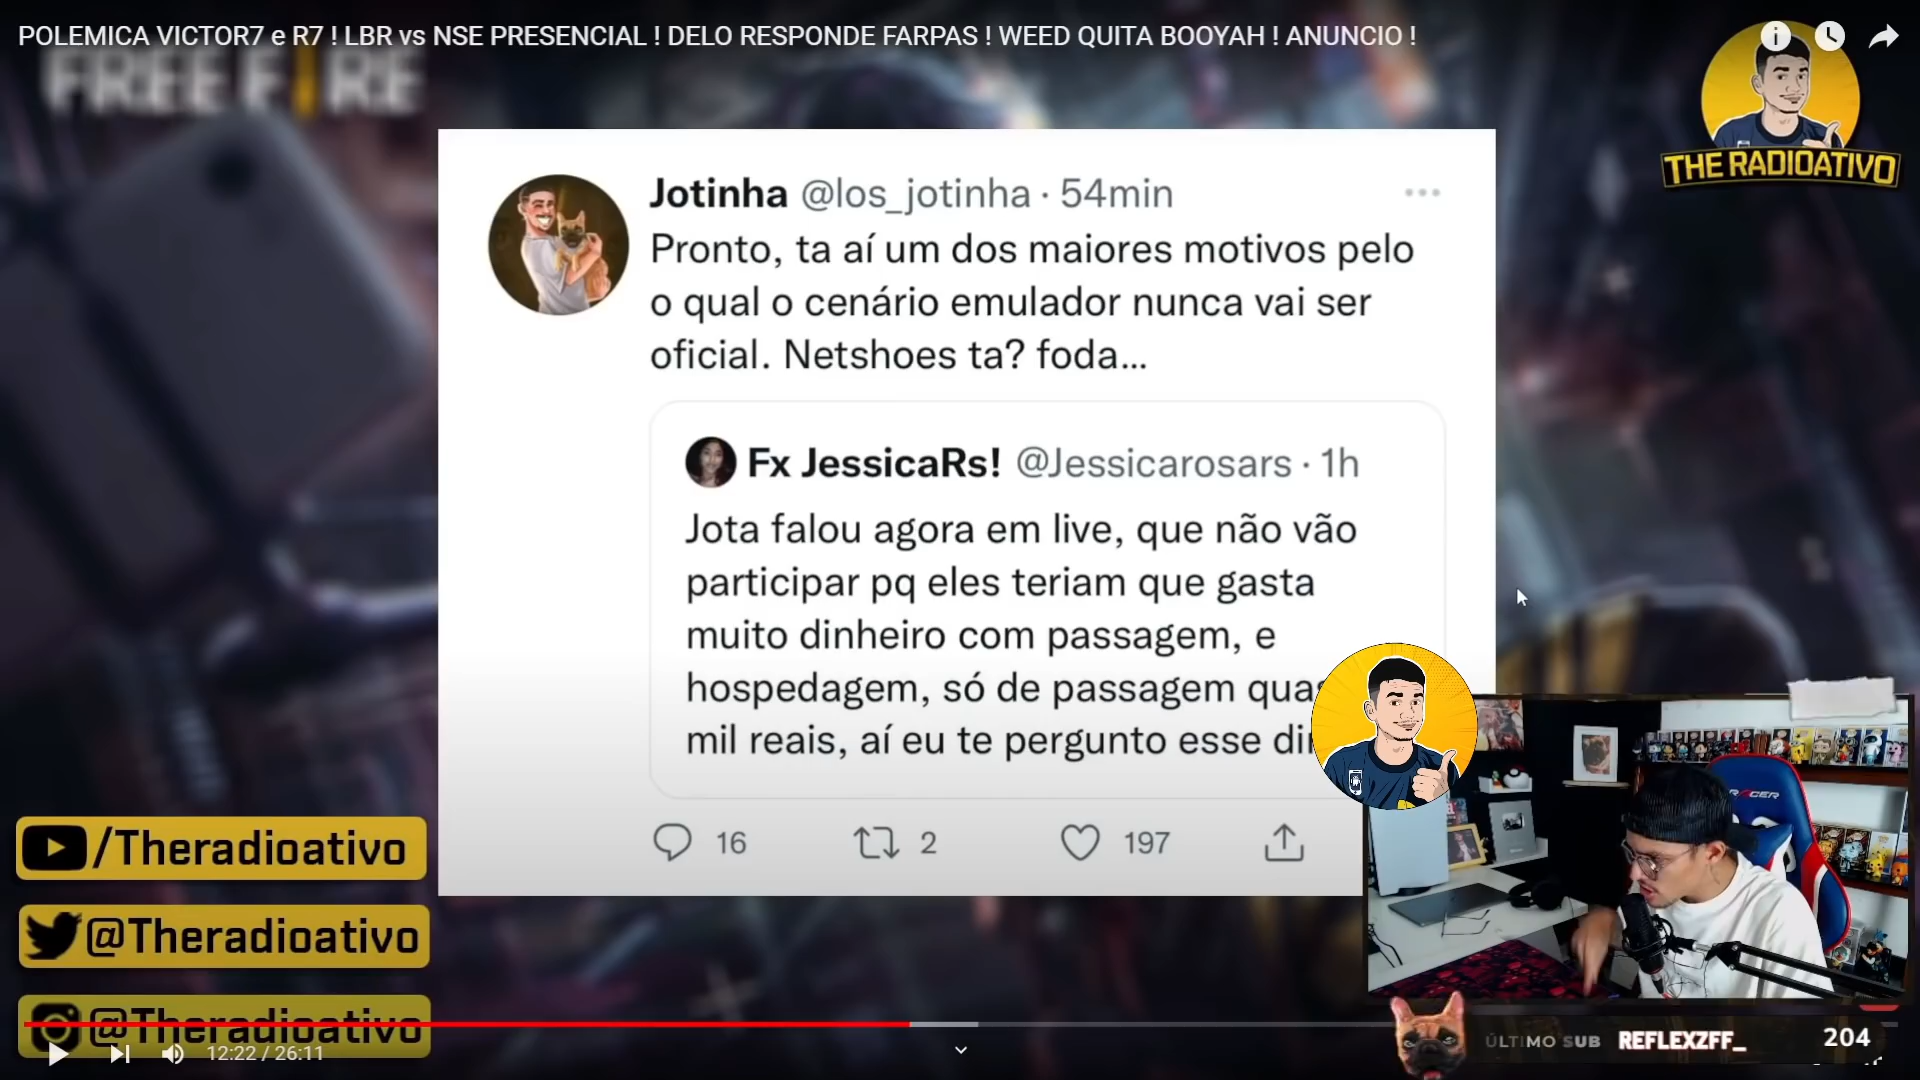 POLEMICA VICTOR7 e R7 ! LBR vs NSE PRESENCIAL ! DELO RESPONDE FARPAS ! WEED QUITA BOOYAH ! ANUNCIO !
FREE FIRE
THE RADIOATIVO
Jotinha @los_jotinha · 54min
Pronto, ta aí um dos maiores motivos pelo
o qual o cenário emulador nunca vai ser
oficial. Netshoes ta? foda...
Fx JessicaRs! @Jessicarosars · 1h
Jota falou agora em live, que não vão
participar pq eles teriam que gasta
muito dinheiro com passagem, e
hospedagem, só de passagem
mil reais, aí eu te pergunto esse
16 2 197
/Theradioativo
@Theradioativo
@Theradioativo
12:22 / 26:11
ÚLTIMO SUB REFLEXZFF_ 204